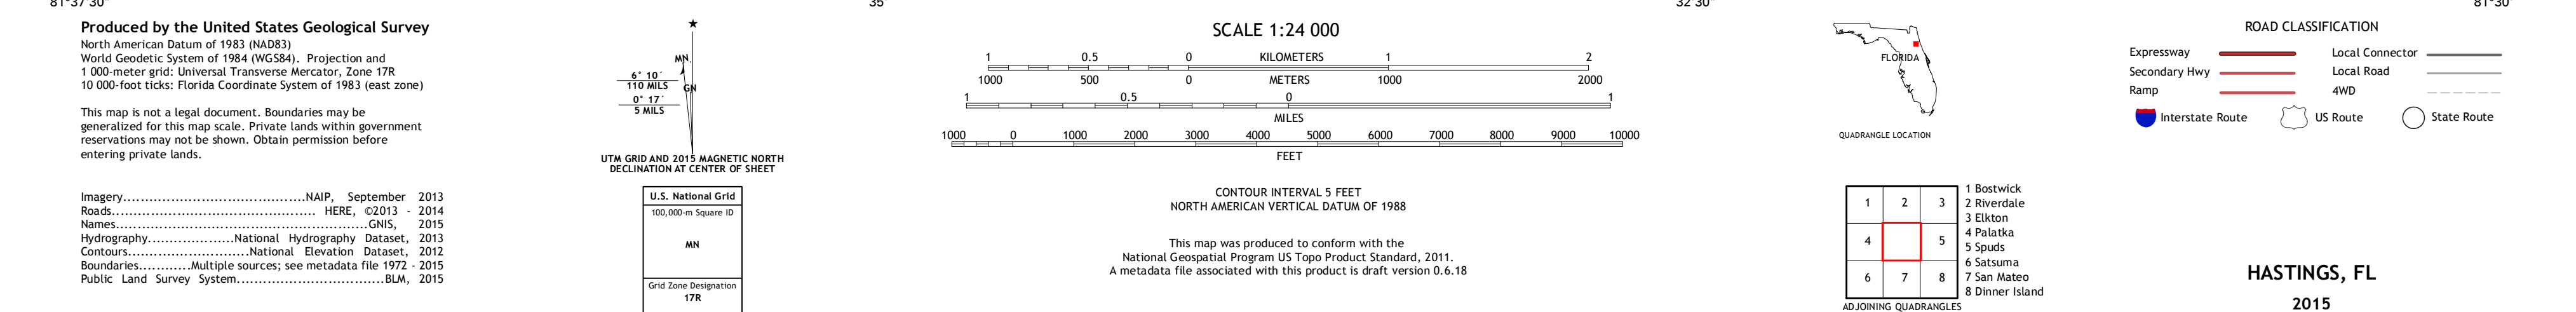 81°37'30"
35'
32'30"
81°30'
Produced by the United States Geological Survey
North American Datum of 1983 (NAD83)
World Geodetic System of 1984 (WGS84). Projection and
1 000-meter grid: Universal Transverse Mercator, Zone 17R
10 000-foot ticks: Florida Coordinate System of 1983 (east zone)
This map is not a legal document. Boundaries may be
generalized for this map scale. Private lands within government
reservations may not be shown. Obtain permission before
entering private lands.
Imagery..........................................NAIP, September 2013
Roads.............................................. HERE, ©2013 - 2014
Names..............................................................GNIS, 2015
Hydrography....................National Hydrography Dataset, 2013
Contours............................National Elevation Dataset, 2012
Boundaries...........Multiple sources; see metadata file 1972 - 2015
Public Land Survey System..................................BLM, 2015
MN
GN
6° 10´
110 MILS
0° 17´
5 MILS
UTM GRID AND 2015 MAGNETIC NORTH
DECLINATION AT CENTER OF SHEET
U.S. National Grid
100,000-m Square ID
MN
Grid Zone Designation
17R
SCALE 1:24 000
1 0.5 0 KILOMETERS 1 2
1000 500 0 METERS 1000 2000
1 0.5 0 1
MILES
1000 0 1000 2000 3000 4000 5000 6000 7000 8000 9000 10000
FEET
CONTOUR INTERVAL 5 FEET
NORTH AMERICAN VERTICAL DATUM OF 1988
This map was produced to conform with the
National Geospatial Program US Topo Product Standard, 2011.
A metadata file associated with this product is draft version 0.6.18
FLORIDA
QUADRANGLE LOCATION
1 2 3
4 5
6 7 8
1 Bostwick
2 Riverdale
3 Elkton
4 Palatka
5 Spuds
6 Satsuma
7 San Mateo
8 Dinner Island
ADJOINING QUADRANGLES
ROAD CLASSIFICATION
Expressway Local Connector
Secondary Hwy Local Road
Ramp 4WD
Interstate Route US Route State Route
HASTINGS, FL
2015